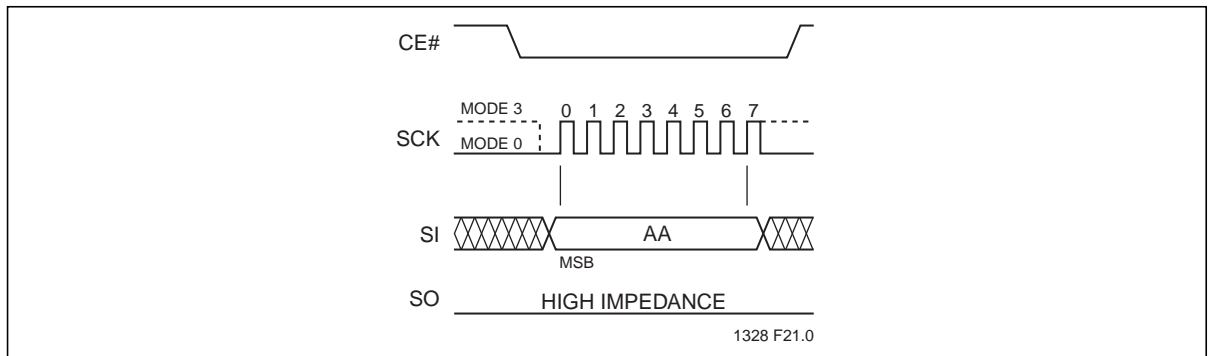 CE#
MODE 3
0 1 2 3 4 5 6 7
SCK
MODE 0
SI
AA
MSB
SO
HIGH IMPEDANCE
1328 F21.0